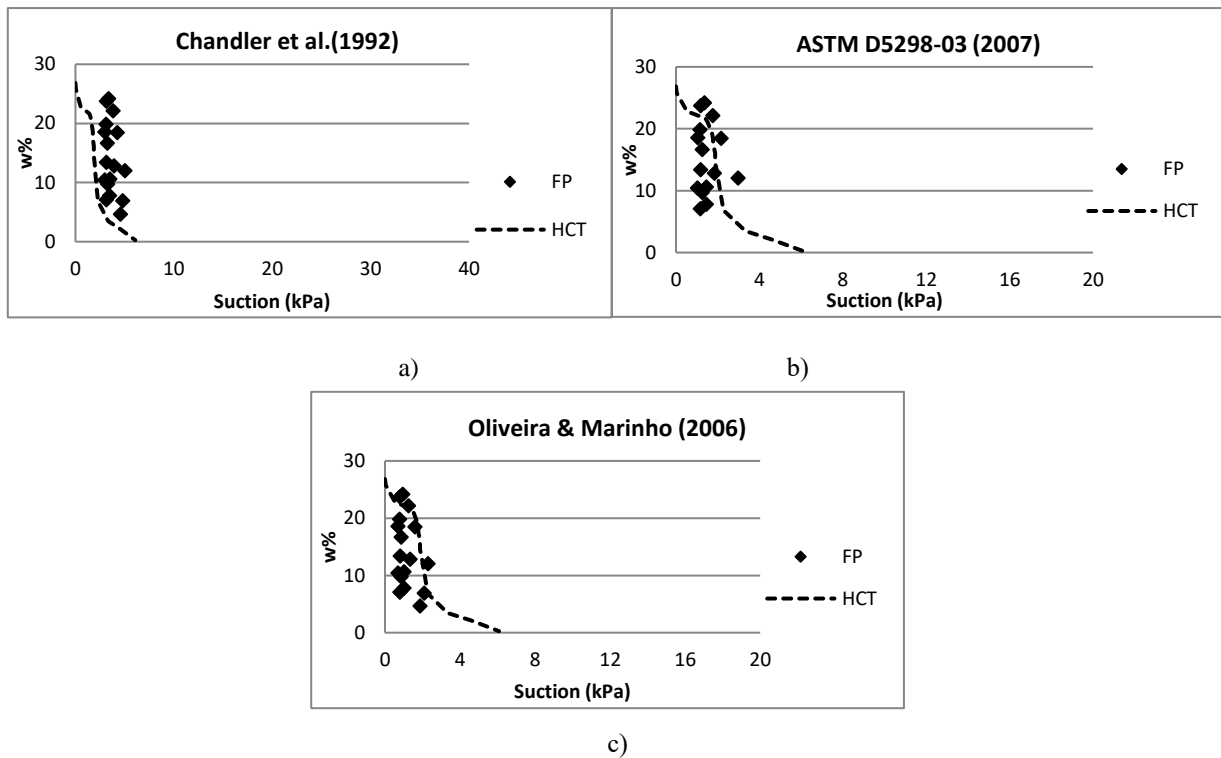 Chandler et al.(1992)
30
20
10
0
w%
0 10 20 30 40
Suction (kPa)
FP
HCT
a)
ASTM D5298-03 (2007)
30
20
10
0
w%
0 4 8 12 16 20
Suction (kPa)
FP
HCT
b)
Oliveira & Marinho (2006)
30
20
10
0
w%
0 4 8 12 16 20
Suction (kPa)
FP
HCT
c)